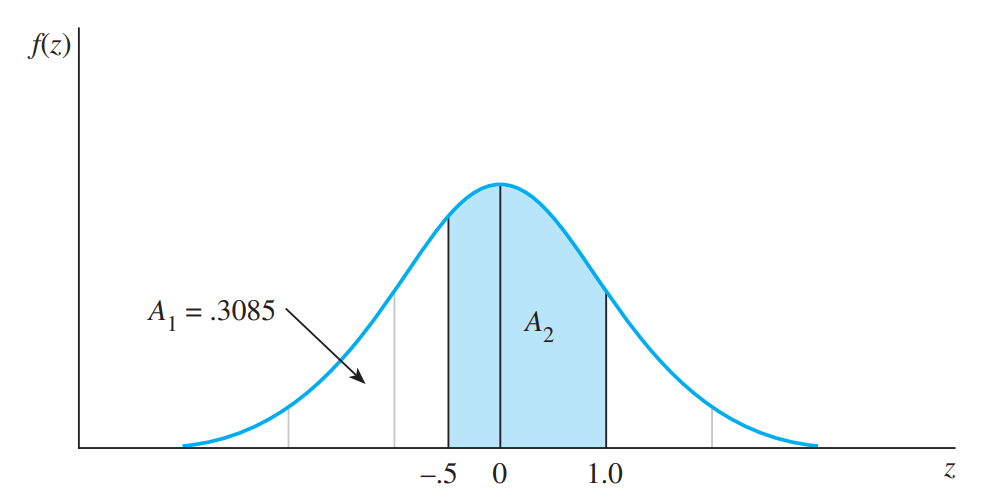 f(z)
A₁ = .3085
A₂
–.5
0
1.0
z